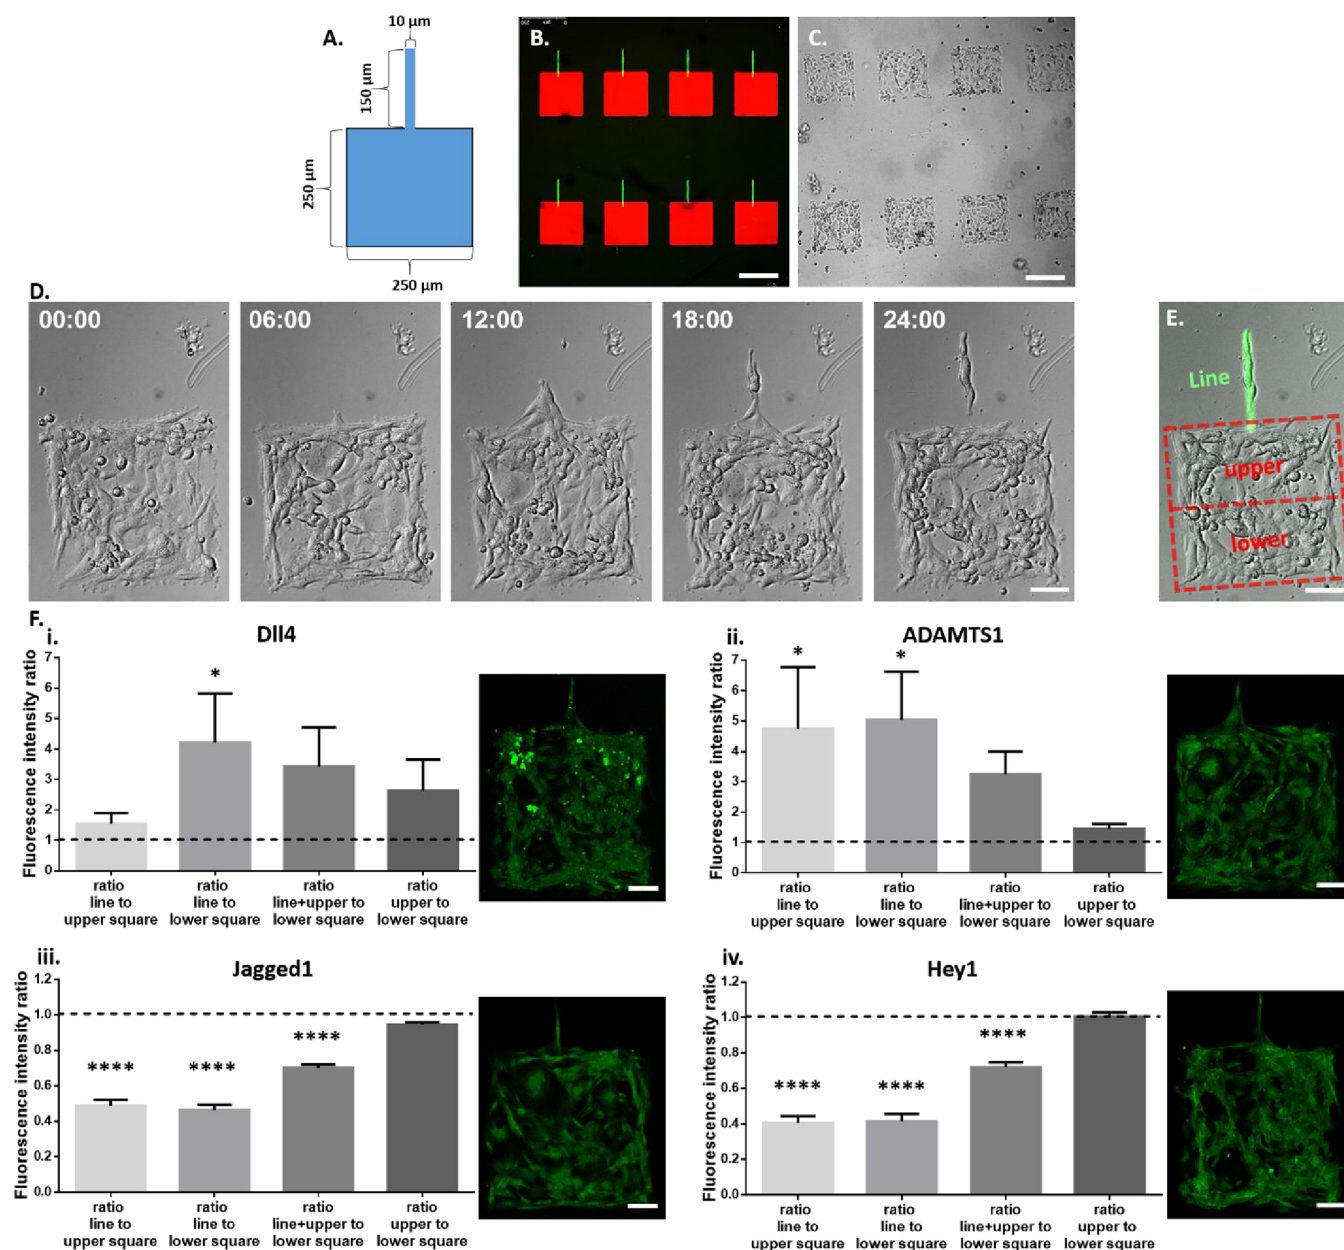 A.
10 µm
150 µm
250 µm
250 µm
B.
C.
D.
00:00
06:00
12:00
18:00
24:00
E.
Line
upper
lower
F.
i.
Dll4
Fluorescence intensity ratio
7
6
5
4
3
2
1
0
*
ratio
line to
upper square
ratio
line to
lower square
ratio
line+upper to
lower square
ratio
upper to
lower square
ii.
ADAMTS1
Fluorescence intensity ratio
7
6
5
4
3
2
1
0
*
*
ratio
line to
upper square
ratio
line to
lower square
ratio
line+upper to
lower square
ratio
upper to
lower square
iii.
Jagged1
Fluorescence intensity ratio
1.2
1.0
0.8
0.6
0.4
0.2
0.0
****
****
****
ratio
line to
upper square
ratio
line to
lower square
ratio
line+upper to
lower square
ratio
upper to
lower square
iv.
Hey1
Fluorescence intensity ratio
1.2
1.0
0.8
0.6
0.4
0.2
0.0
****
****
****
ratio
line to
upper square
ratio
line to
lower square
ratio
line+upper to
lower square
ratio
upper to
lower square